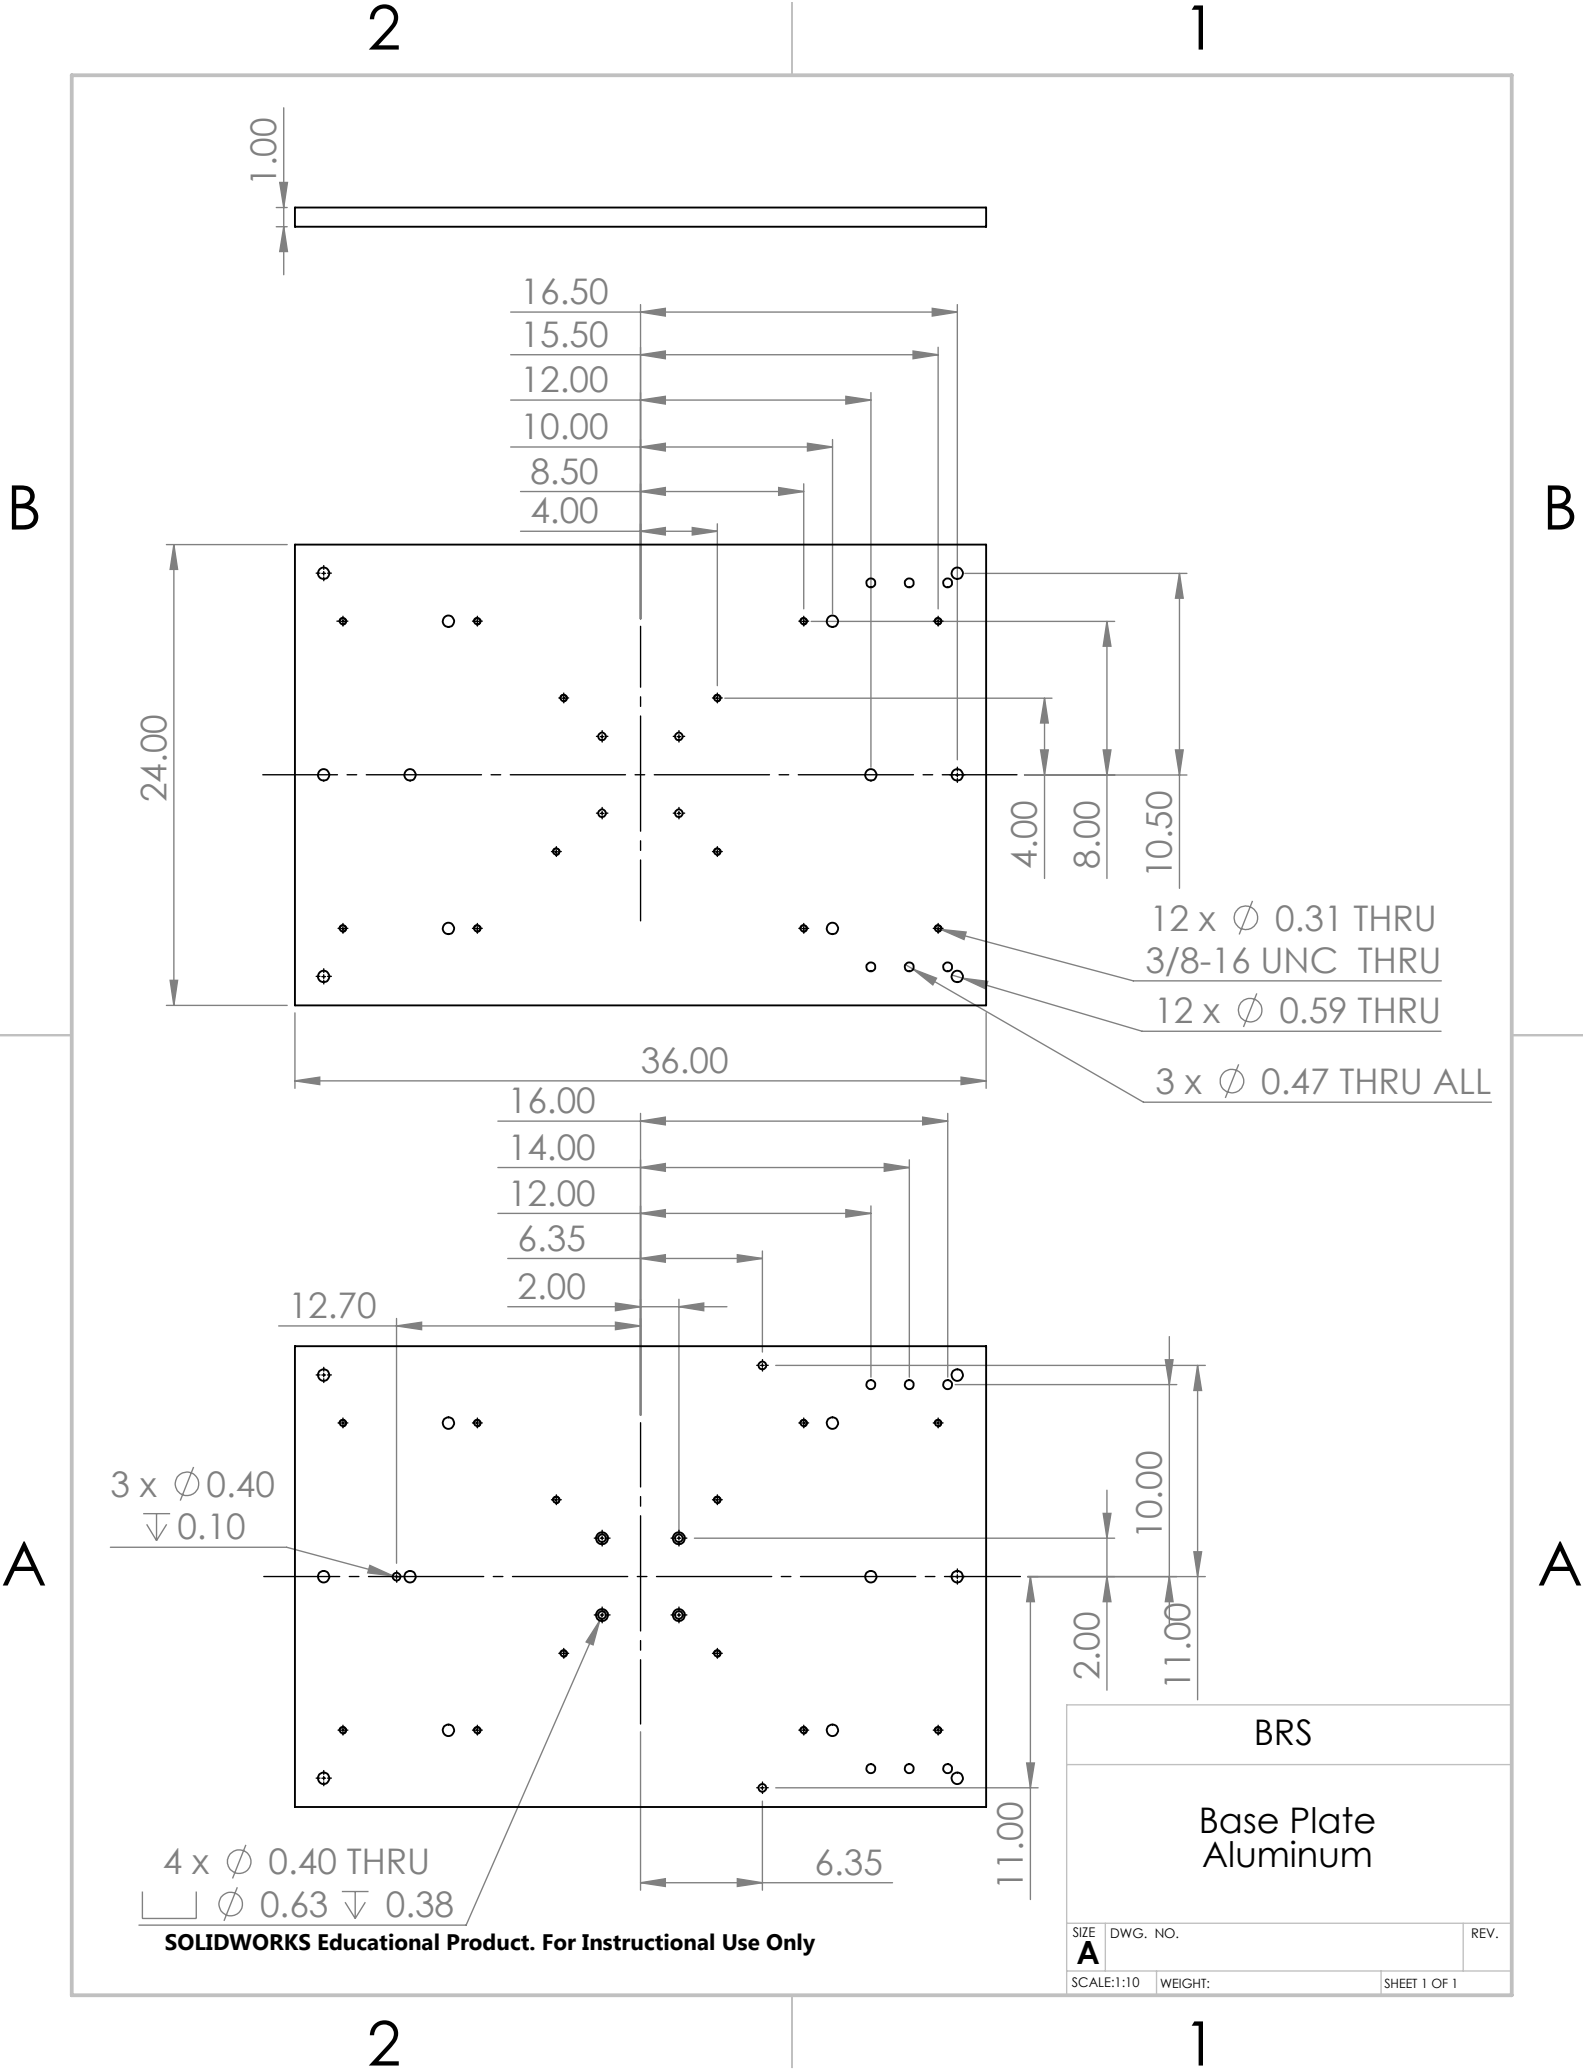 2
1
1.00
16.50
15.50
12.00
10.00
8.50
4.00
B
B
24.00
4.00
8.00
10.50
12 x ∅ 0.31 THRU
3/8-16 UNC THRU
12 x ∅ 0.59 THRU
36.00
3 x ∅ 0.47 THRU ALL
16.00
14.00
12.00
6.35
2.00
12.70
3 x ∅0.40
↧ 0.10
10.00
A
A
2.00
11.00
11.00
6.35
4 x ∅ 0.40 THRU
⌴ ∅ 0.63 ↧ 0.38
SOLIDWORKS Educational Product. For Instructional Use Only
BRS
Base Plate
Aluminum
SIZE DWG. NO. REV.
A
SCALE:1:10 WEIGHT: SHEET 1 OF 1
2
1